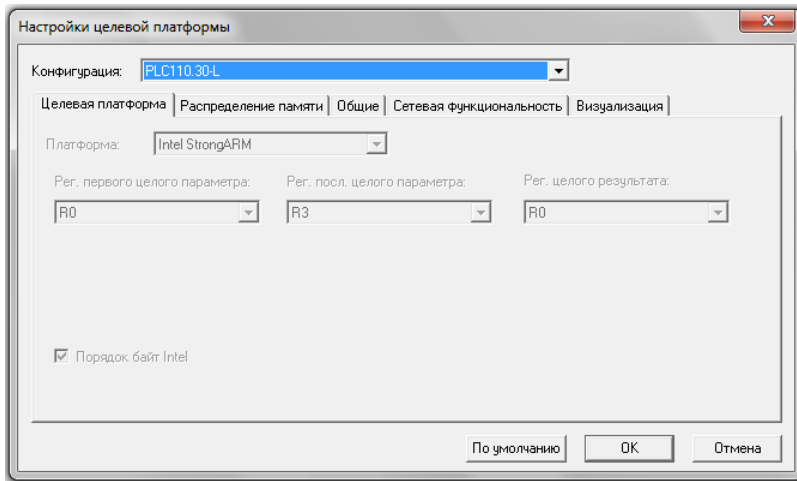 Настройки целевой платформы
Конфигурация: PLC110.30-L
Целевая платформа Распределение памяти Общие Сетевая функциональность Визуализация
Платформа: Intel StrongARM
Рег. первого целого параметра: Рег. посл. целого параметра: Рег. целого результата:
R0 R3 R0
Порядок байт Intel
По умолчанию OK Отмена